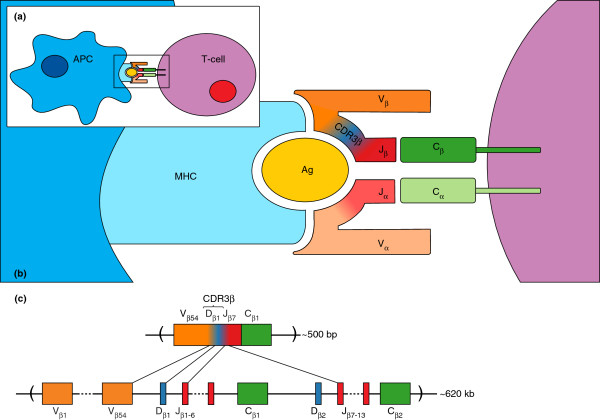 (a)
APC
T-cell
Vβ
CDR3β
Jβ
Cβ
MHC
Ag
Jα
Cα
Vα
(b)
(c)
CDR3β
Vβ54 Dβ1 Jβ7 Cβ1
~500 bp
~620 kb
Vβ1 Vβ54 Dβ1 Jβ1-6 Cβ1 Dβ2 Jβ7-13 Cβ2